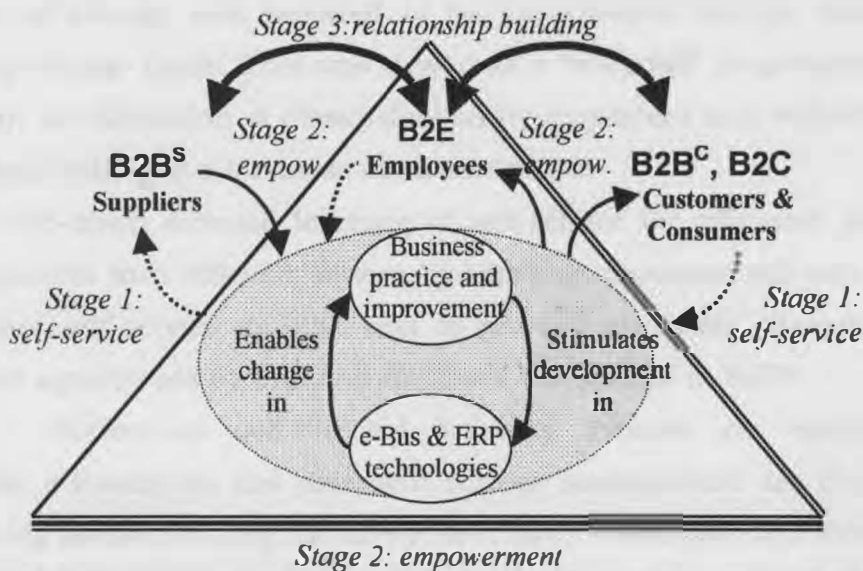 Stage 3:relationship building
Stage 2:
empow.
B2E
Employees
Stage 2:
empow.
B2Bˢ
Suppliers
B2Bᶜ, B2C
Customers &
Consumers
Stage 1:
self-service
Stage 1:
self-service
Business
practice and
improvement
Enables
change
in
Stimulates
development
in
e-Bus & ERP
technologies
Stage 2: empowerment